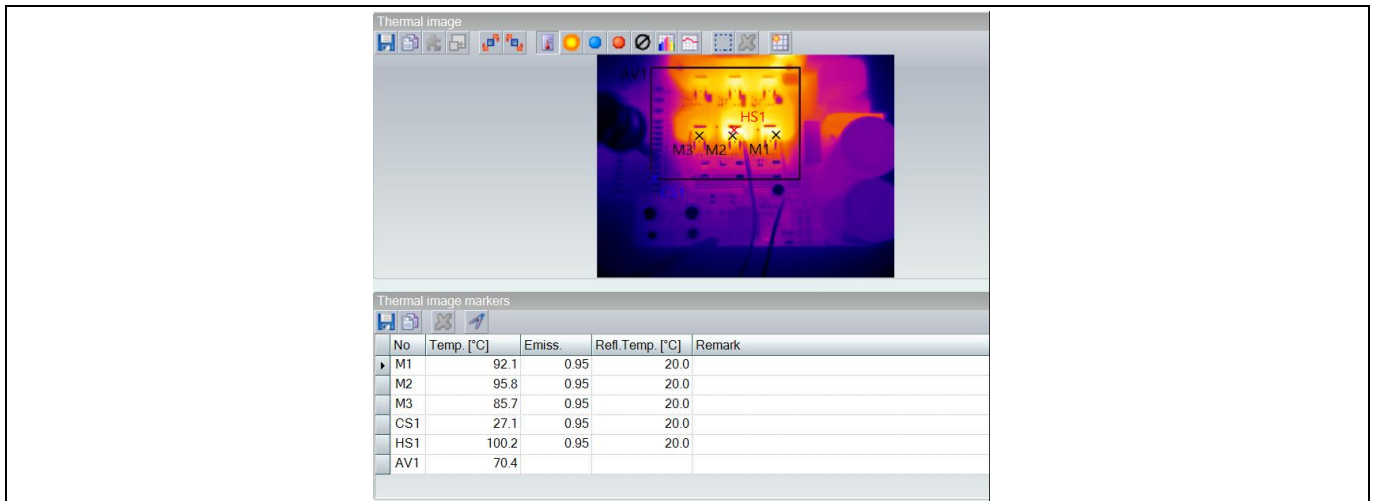 Thermal image
AV1
HS1
M3 M2 M1
CS1
Thermal image markers
No Temp. [°C] Emiss. Refl.Temp. [°C] Remark
M1 92.1 0.95 20.0
M2 95.8 0.95 20.0
M3 85.7 0.95 20.0
CS1 27.1 0.95 20.0
HS1 100.2 0.95 20.0
AV1 70.4